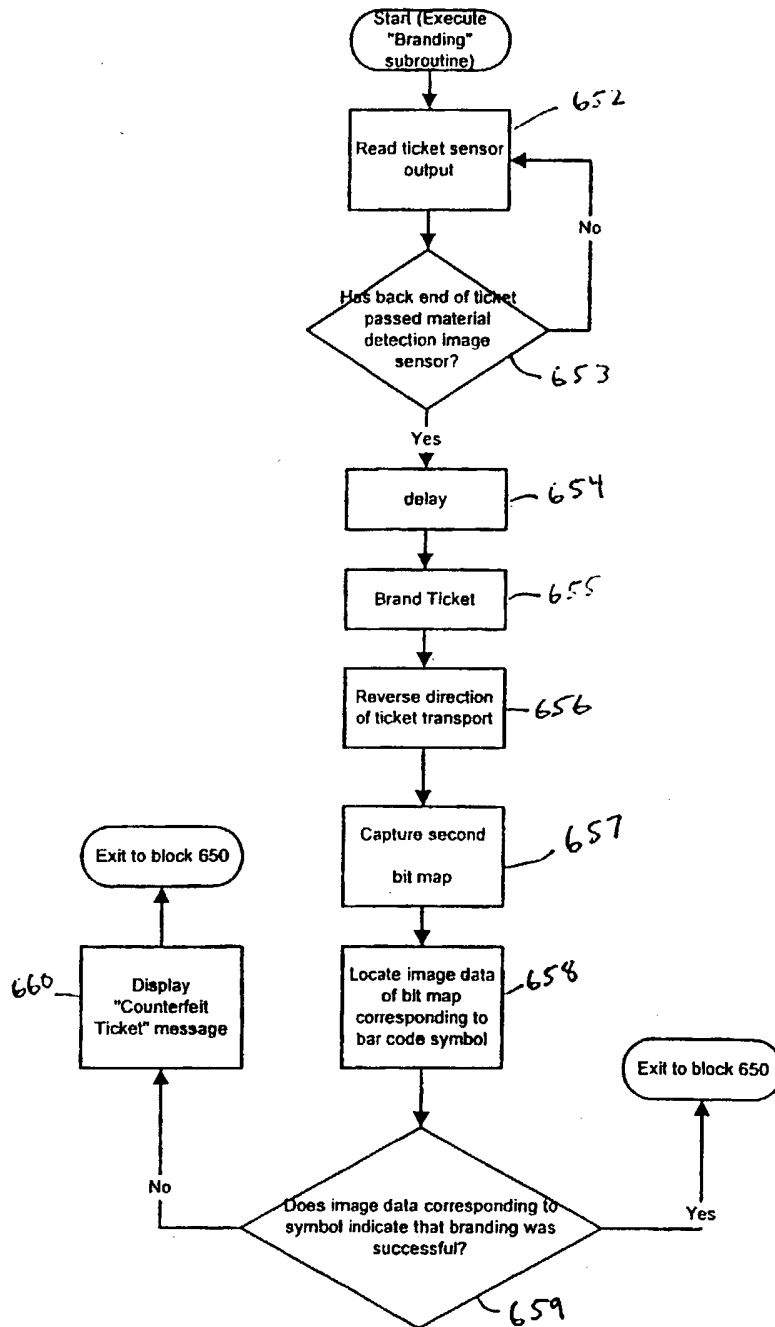 Start (Execute
"Branding"
subroutine)
652
Read ticket sensor
output
No
Has back end of ticket
passed material
detection image
sensor?
653
Yes
delay
654
Brand Ticket
655
Reverse direction
of ticket transport
656
Capture second
bit map
657
Exit to block 650
660
Display
"Counterfeit
Ticket" message
Locate image data
of bit map
corresponding to
bar code symbol
658
Exit to block 650
No
Does image data corresponding to
symbol indicate that branding was
successful?
Yes
659